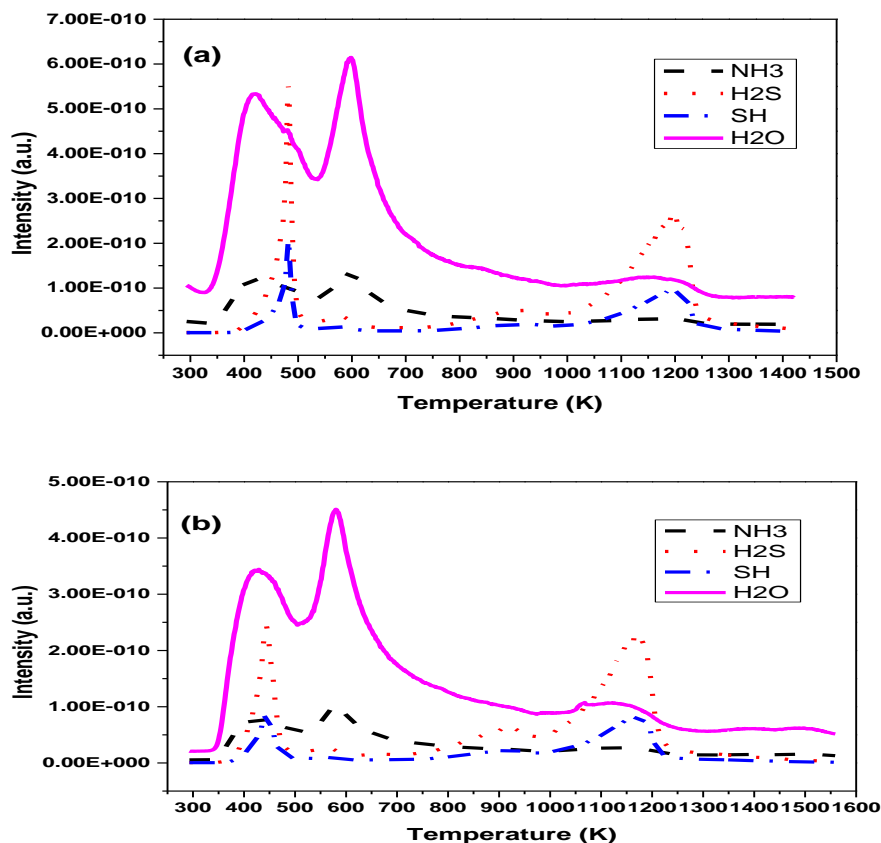 7.00E-010
6.00E-010
5.00E-010
4.00E-010
3.00E-010
2.00E-010
1.00E-010
0.00E+000
Intensity (a.u.)
(a)
NH3
H2S
SH
H2O
300 400 500 600 700 800 900 1000 1100 1200 1300 1400 1500
Temperature (K)
5.00E-010
4.00E-010
3.00E-010
2.00E-010
1.00E-010
0.00E+000
Intensity (a.u.)
(b)
NH3
H2S
SH
H2O
300 400 500 600 700 800 900 1000 1100 1200 1300 1400 1500 1600
Temperature (K)